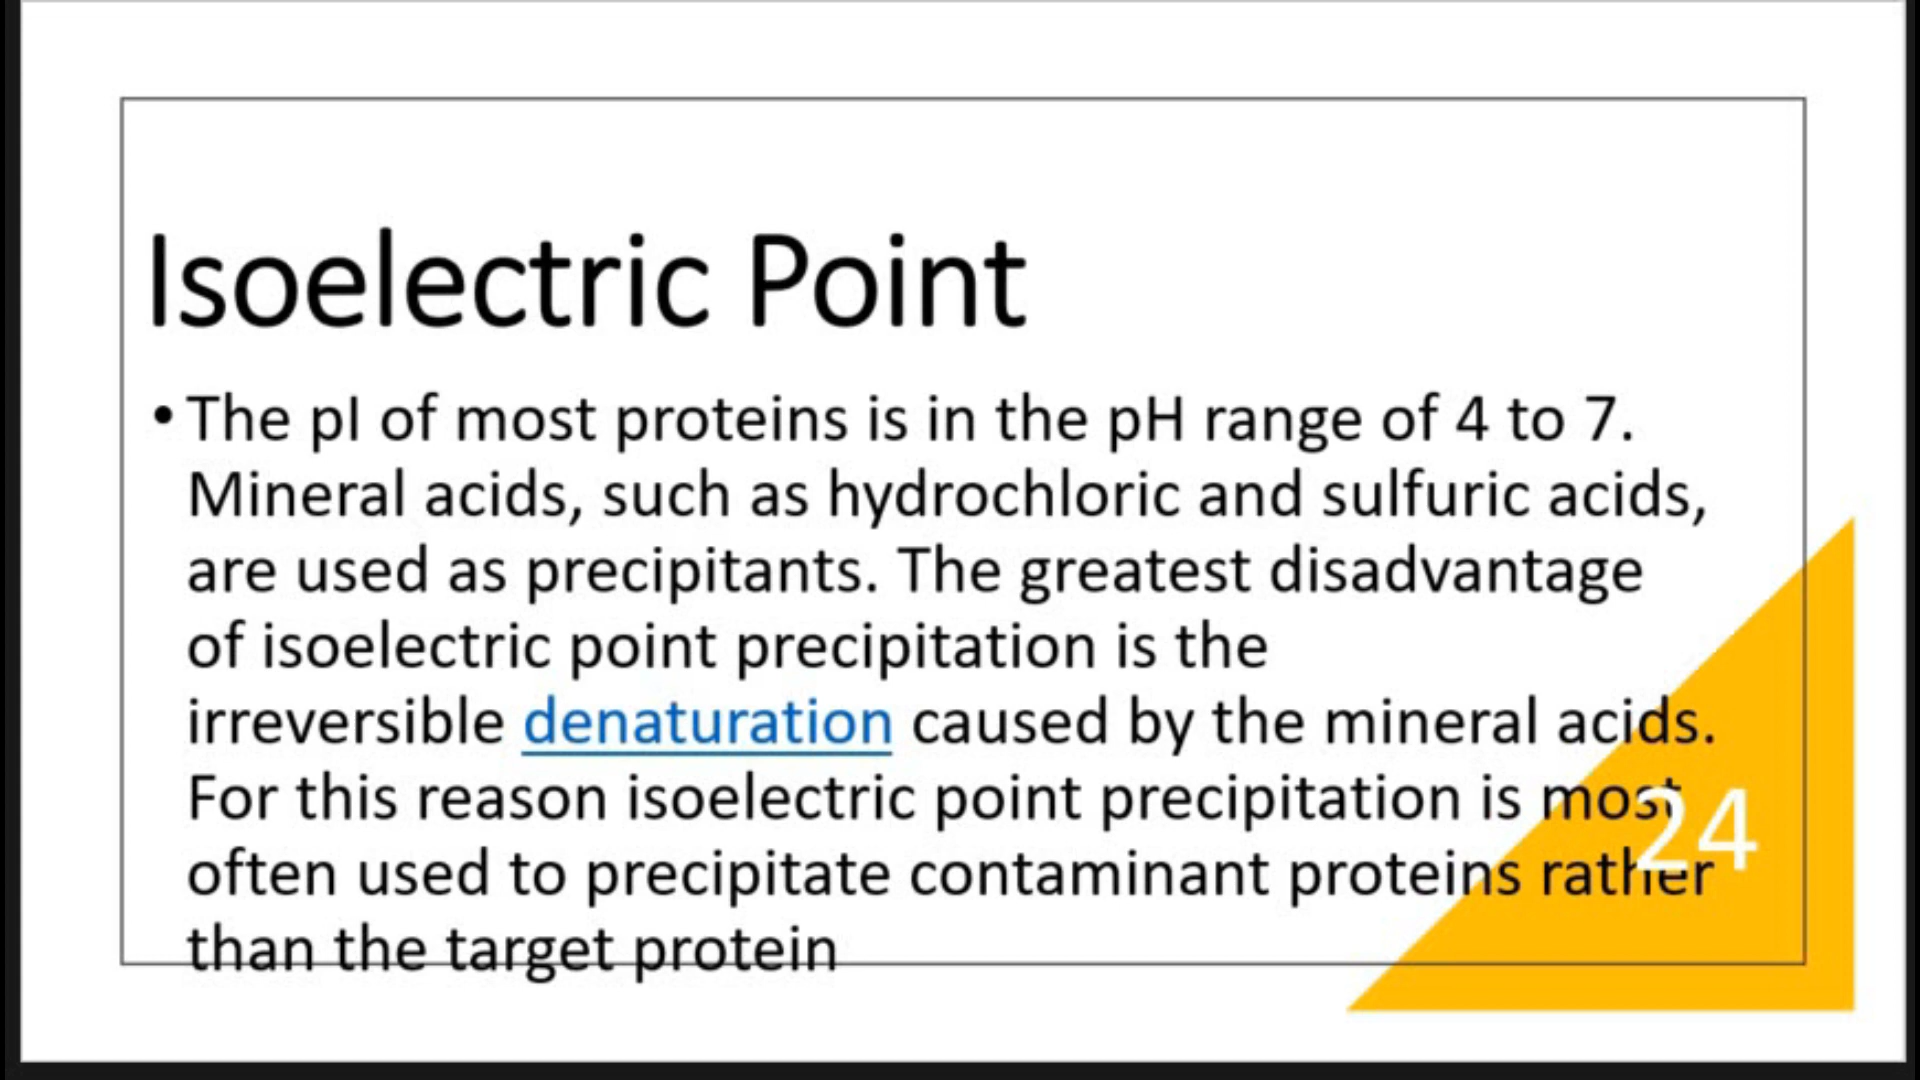 Isoelectric Point
• The pI of most proteins is in the pH range of 4 to 7.
Mineral acids, such as hydrochloric and sulfuric acids,
are used as precipitants. The greatest disadvantage
of isoelectric point precipitation is the
irreversible denaturation caused by the mineral acids.
For this reason isoelectric point precipitation is most
often used to precipitate contaminant proteins rather
than the target protein
24